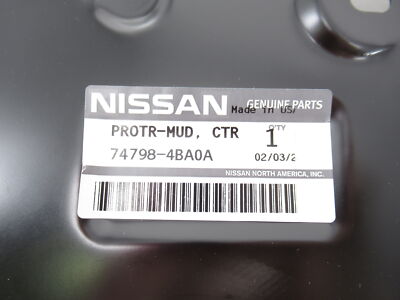 NISSAN GENUINE PARTS
Made in USA
PROTR-MUD, CTR
Q'TY
1
74798-4BA0A
02/03/2
NISSAN NORTH AMERICA, INC.